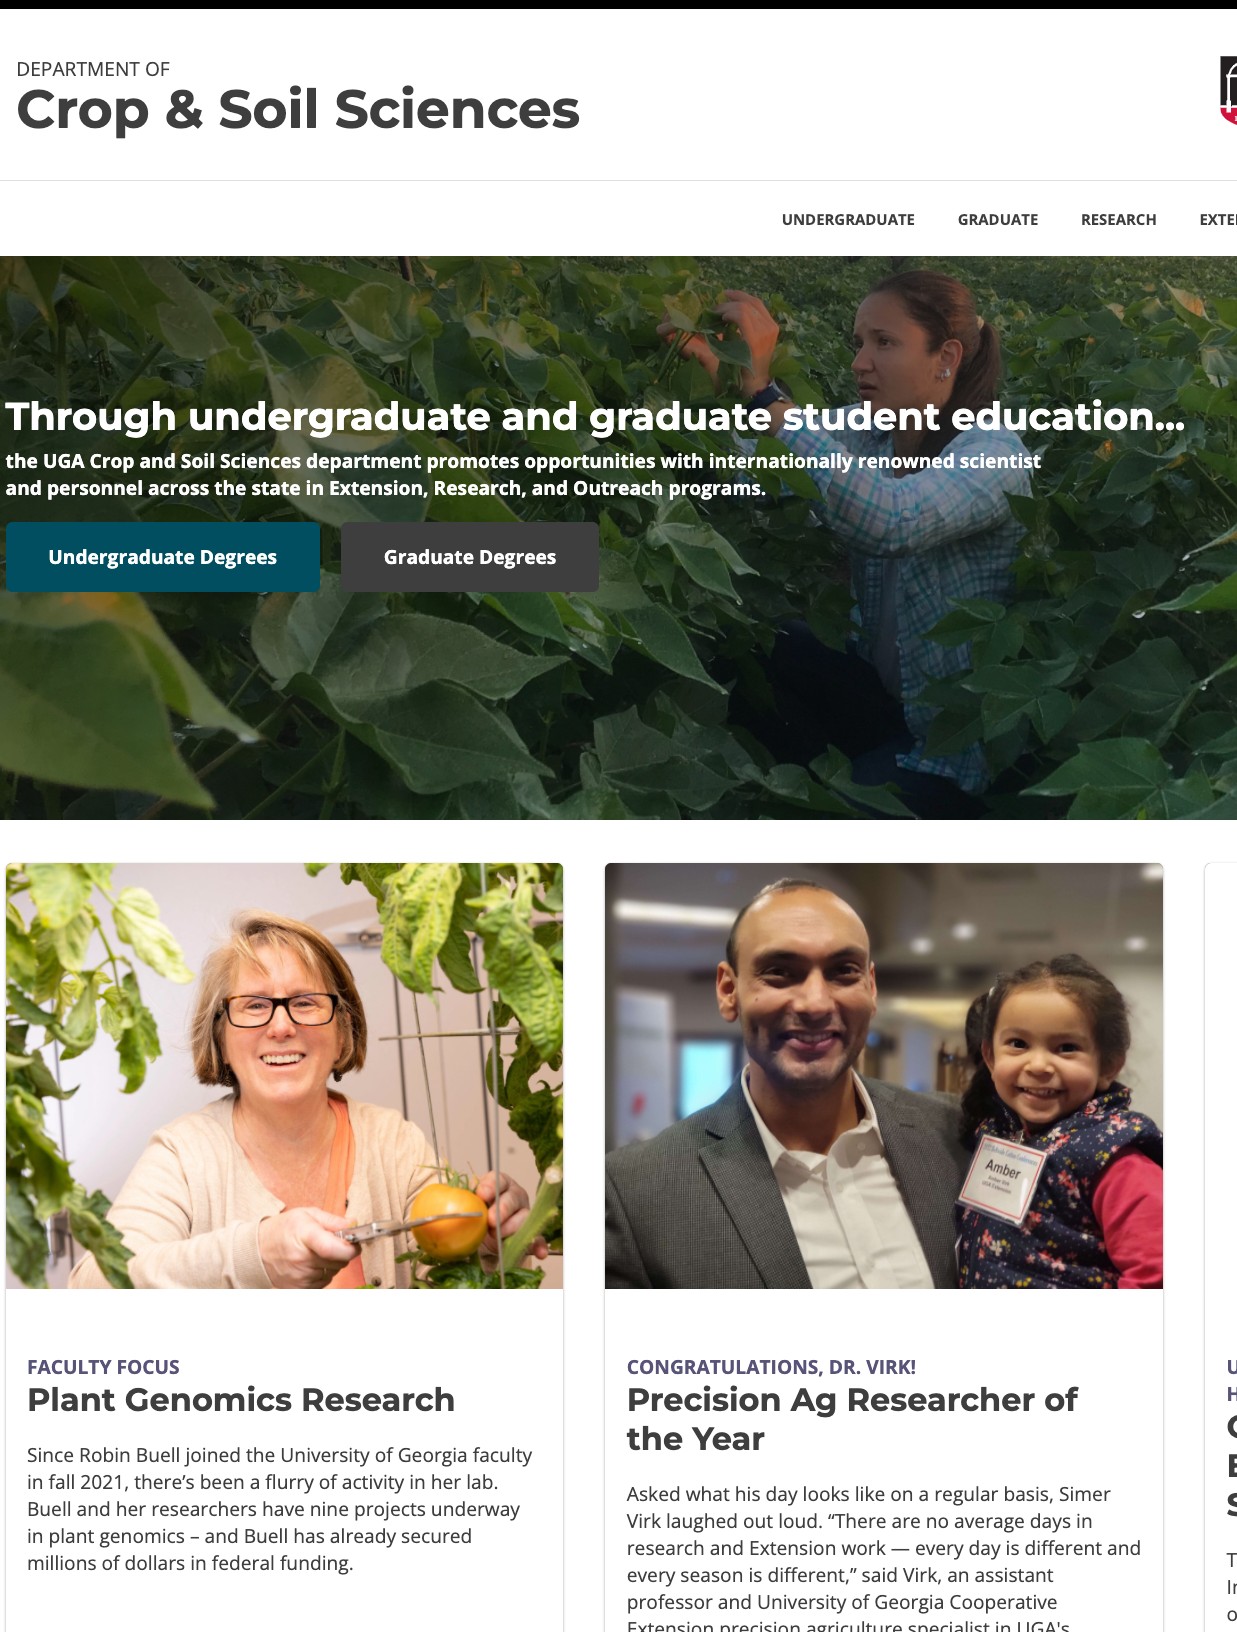 DEPARTMENT OF
Crop & Soil Sciences
UNDERGRADUATE GRADUATE RESEARCH
Through undergraduate and graduate student education...
the UGA Crop and Soil Sciences department promotes opportunities with internationally renowned scientist
and personnel across the state in Extension, Research, and Outreach programs.
Undergraduate Degrees Graduate Degrees
Amber
FACULTY FOCUS
Plant Genomics Research
Since Robin Buell joined the University of Georgia faculty
in fall 2021, there’s been a flurry of activity in her lab.
Buell and her researchers have nine projects underway
in plant genomics – and Buell has already secured
millions of dollars in federal funding.
CONGRATULATIONS, DR. VIRK!
Precision Ag Researcher of
the Year
Asked what his day looks like on a regular basis, Simer
Virk laughed out loud. “There are no average days in
research and Extension work — every day is different and
every season is different,” said Virk, an assistant
professor and University of Georgia Cooperative
Extension precision agriculture specialist in UGA's